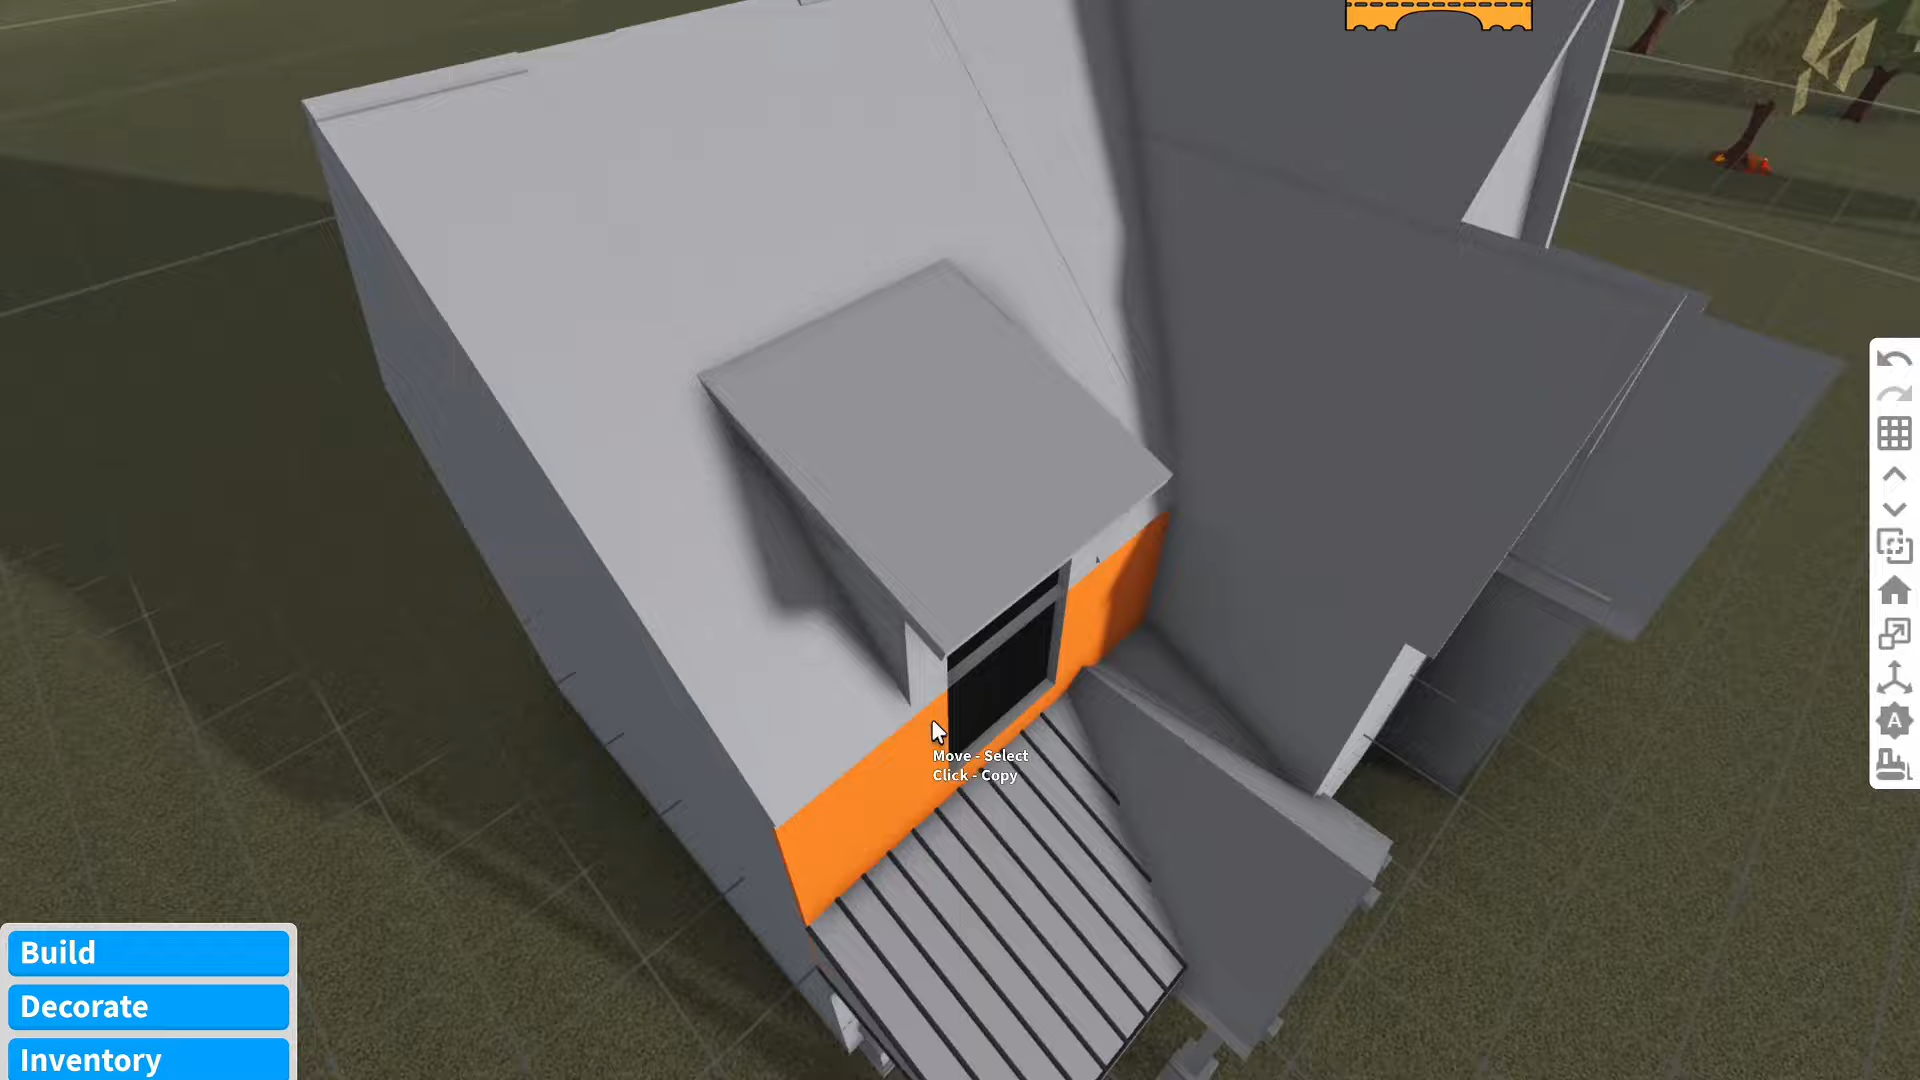 Move - Select
Click - Copy
A
Build
Decorate
Inventory